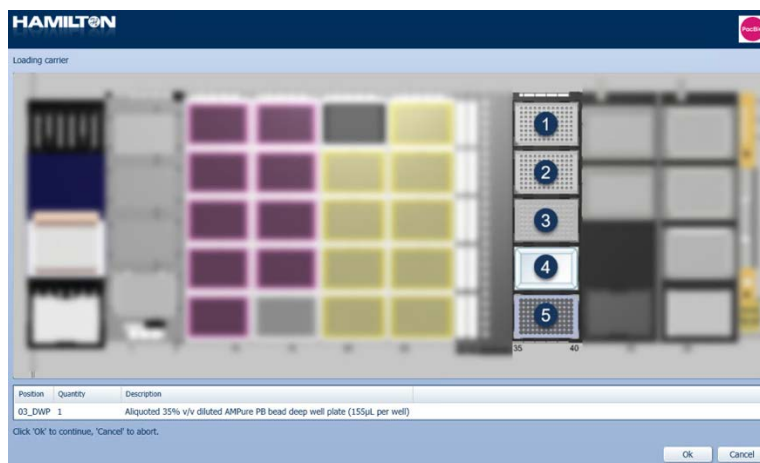 HAMILTON
PacBi
Loading carrier
1
2
3
4
5
35 40
Position Quantity Description
03_DWP 1 Aliquoted 35% v/v diluted AMPure PB bead deep well plate (155µL per well)
Click 'Ok' to continue, 'Cancel' to abort.
Ok Cancel